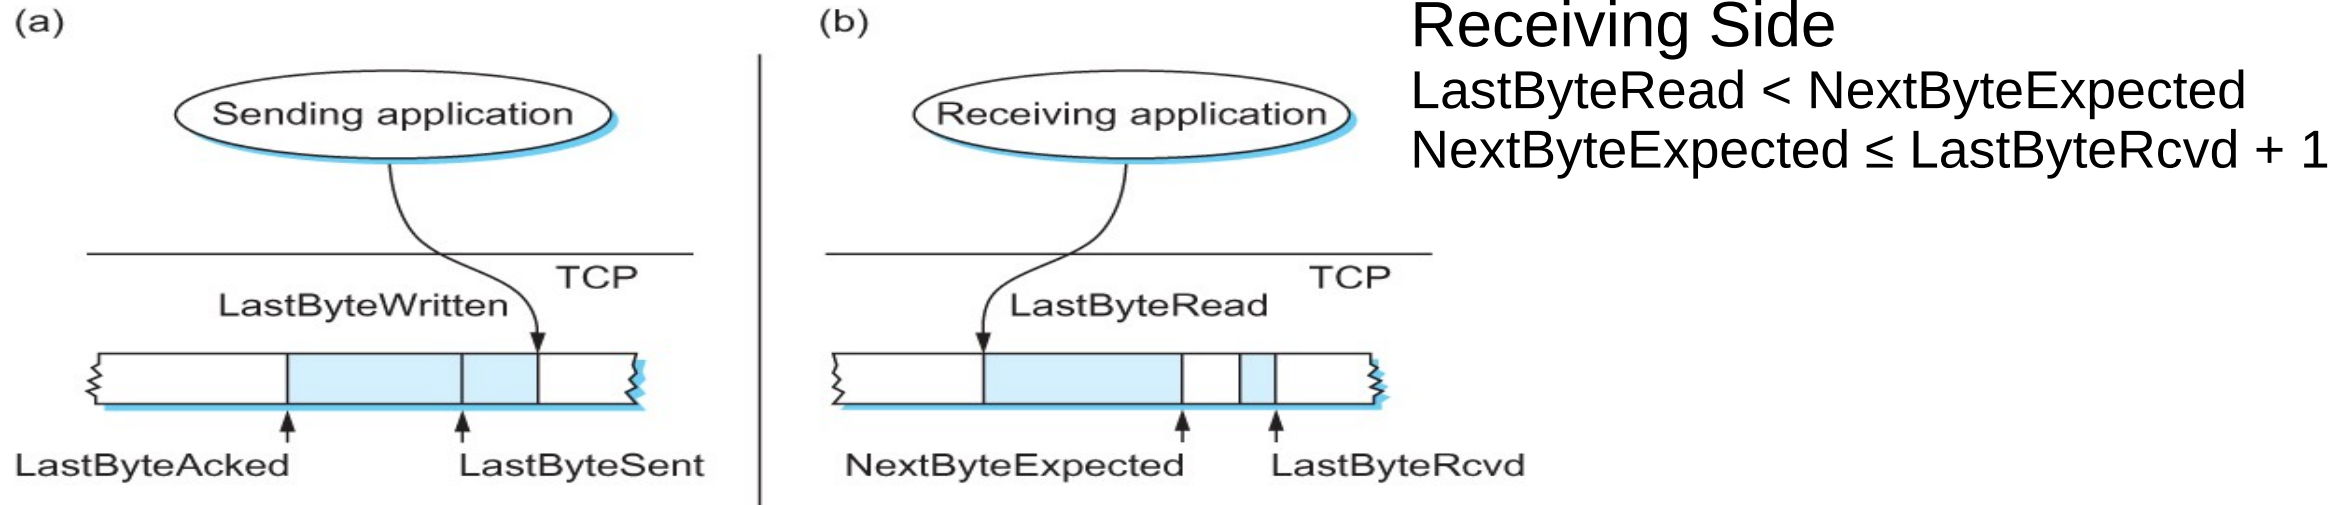 (a)
Sending application
TCP
LastByteWritten
LastByteAcked
LastByteSent
(b)
Receiving application
TCP
LastByteRead
NextByteExpected
LastByteRcvd
Receiving Side
LastByteRead < NextByteExpected
NextByteExpected ≤ LastByteRcvd + 1